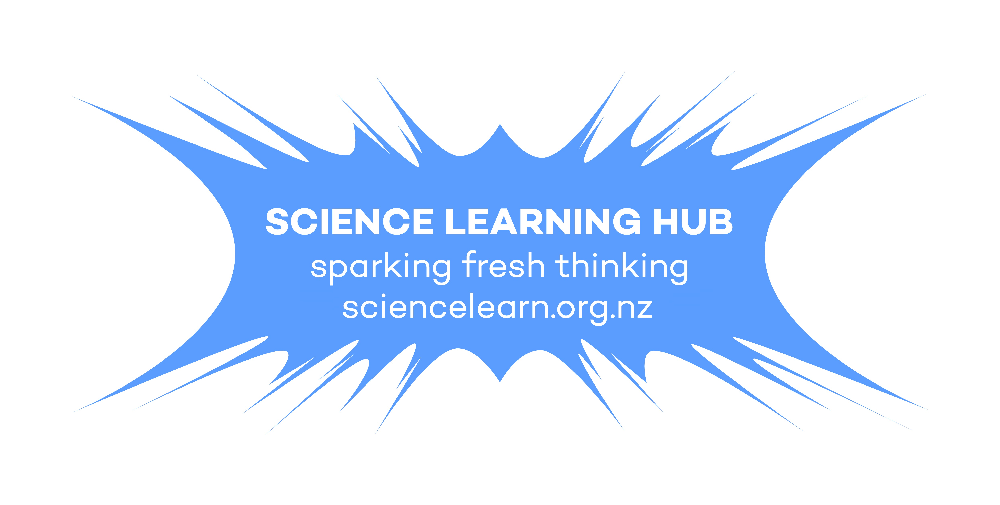 SCIENCE LEARNING HUB
sparking fresh thinking
sciencelearn.org.nz